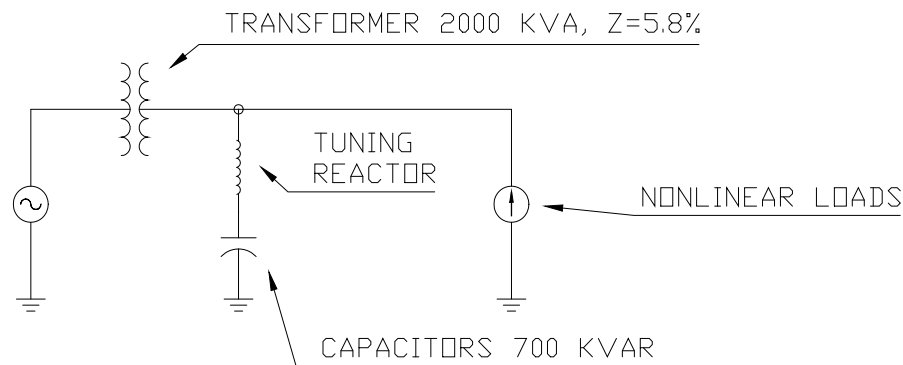 TRANSFORMER 2000 KVA, Z=5.8%
TUNING
REACTOR
NONLINEAR LOADS
CAPACITORS 700 KVAR